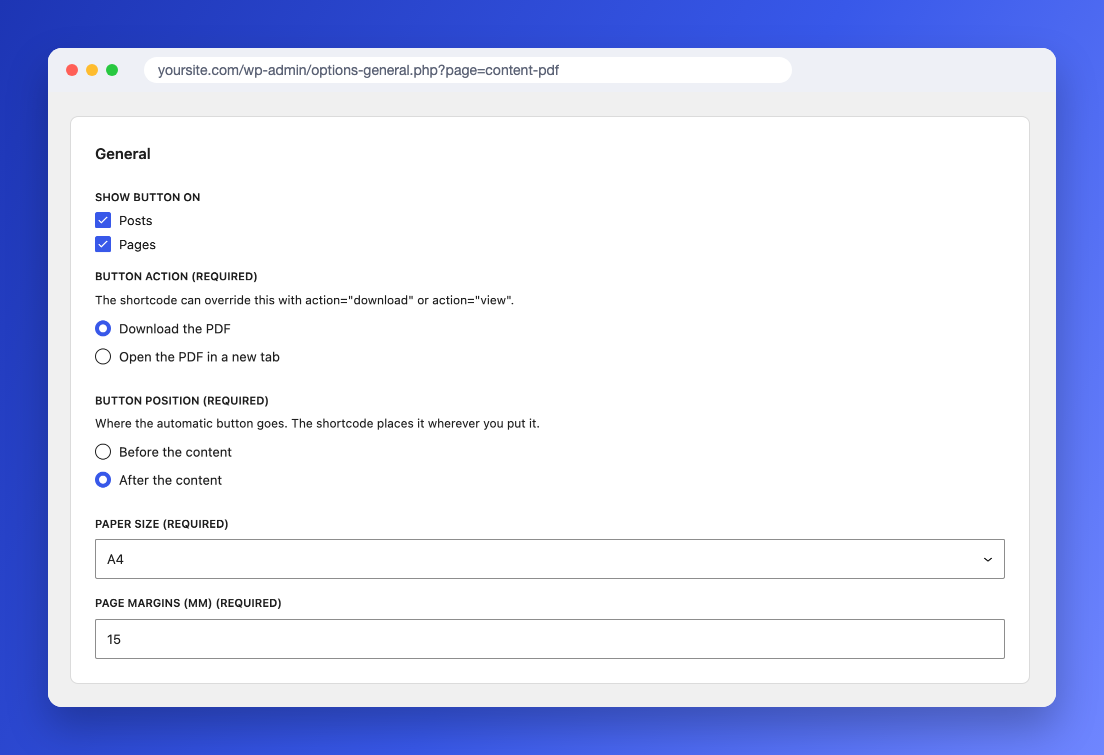 yoursite.com/wp-admin/options-general.php?page=content-pdf
General
SHOW BUTTON ON
Posts
Pages
BUTTON ACTION (REQUIRED)
The shortcode can override this with action="download" or action="view".
Download the PDF
Open the PDF in a new tab
BUTTON POSITION (REQUIRED)
Where the automatic button goes. The shortcode places it wherever you put it.
Before the content
After the content
PAPER SIZE (REQUIRED)
A4
PAGE MARGINS (MM) (REQUIRED)
15